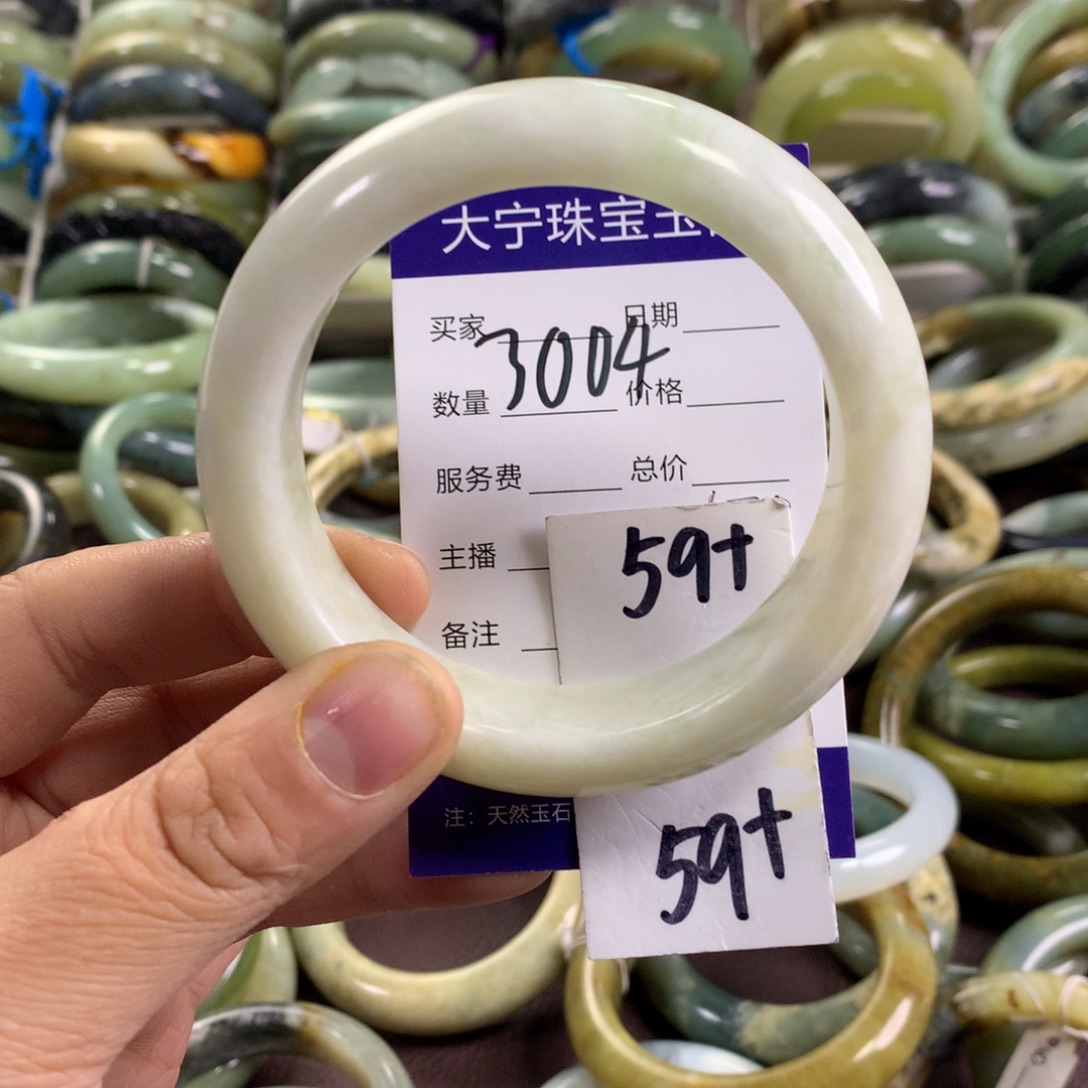 大宁珠宝玉
买家 日期
3004
数量 价格
服务费 总价
主播
59+
备注
注：天然玉石
59+